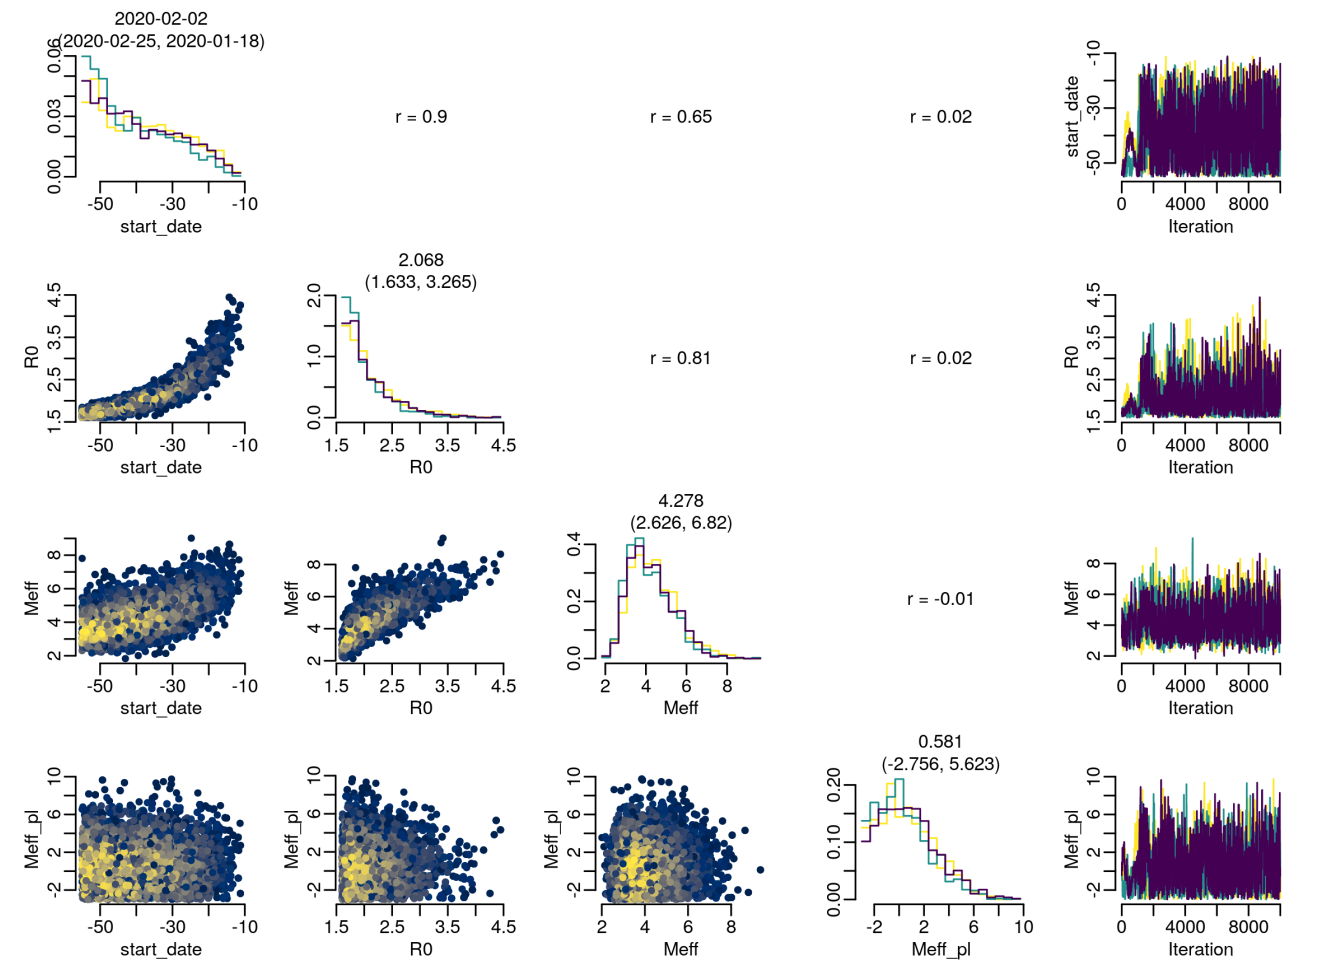 2020-02-02
(2020-02-25, 2020-01-18)
0.06
0.03
0.00
-50 -30 -10
start_date
r = 0.9
r = 0.65
r = 0.02
-10
-30
-50
start_date
0 4000 8000
Iteration
4.5
3.5
2.5
1.5
R0
-50 -30 -10
start_date
2.068
(1.633, 3.265)
2.0
1.0
0.0
1.5 2.5 3.5 4.5
R0
r = 0.81
r = 0.02
4.5
3.5
2.5
1.5
R0
0 4000 8000
Iteration
8
6
4
2
Meff
-50 -30 -10
start_date
8
6
4
2
Meff
1.5 2.5 3.5 4.5
R0
4.278
(2.626, 6.82)
0.4
0.2
0.0
2 4 6 8
Meff
r = -0.01
8
6
4
2
Meff
0 4000 8000
Iteration
10
6
2
-2
Meff_pl
-50 -30 -10
start_date
10
6
2
-2
Meff_pl
1.5 2.5 3.5 4.5
R0
10
6
2
-2
Meff_pl
2 4 6 8
Meff
0.581
(-2.756, 5.623)
0.20
0.10
0.00
-2 2 6 10
Meff_pl
10
6
2
-2
Meff_pl
0 4000 8000
Iteration